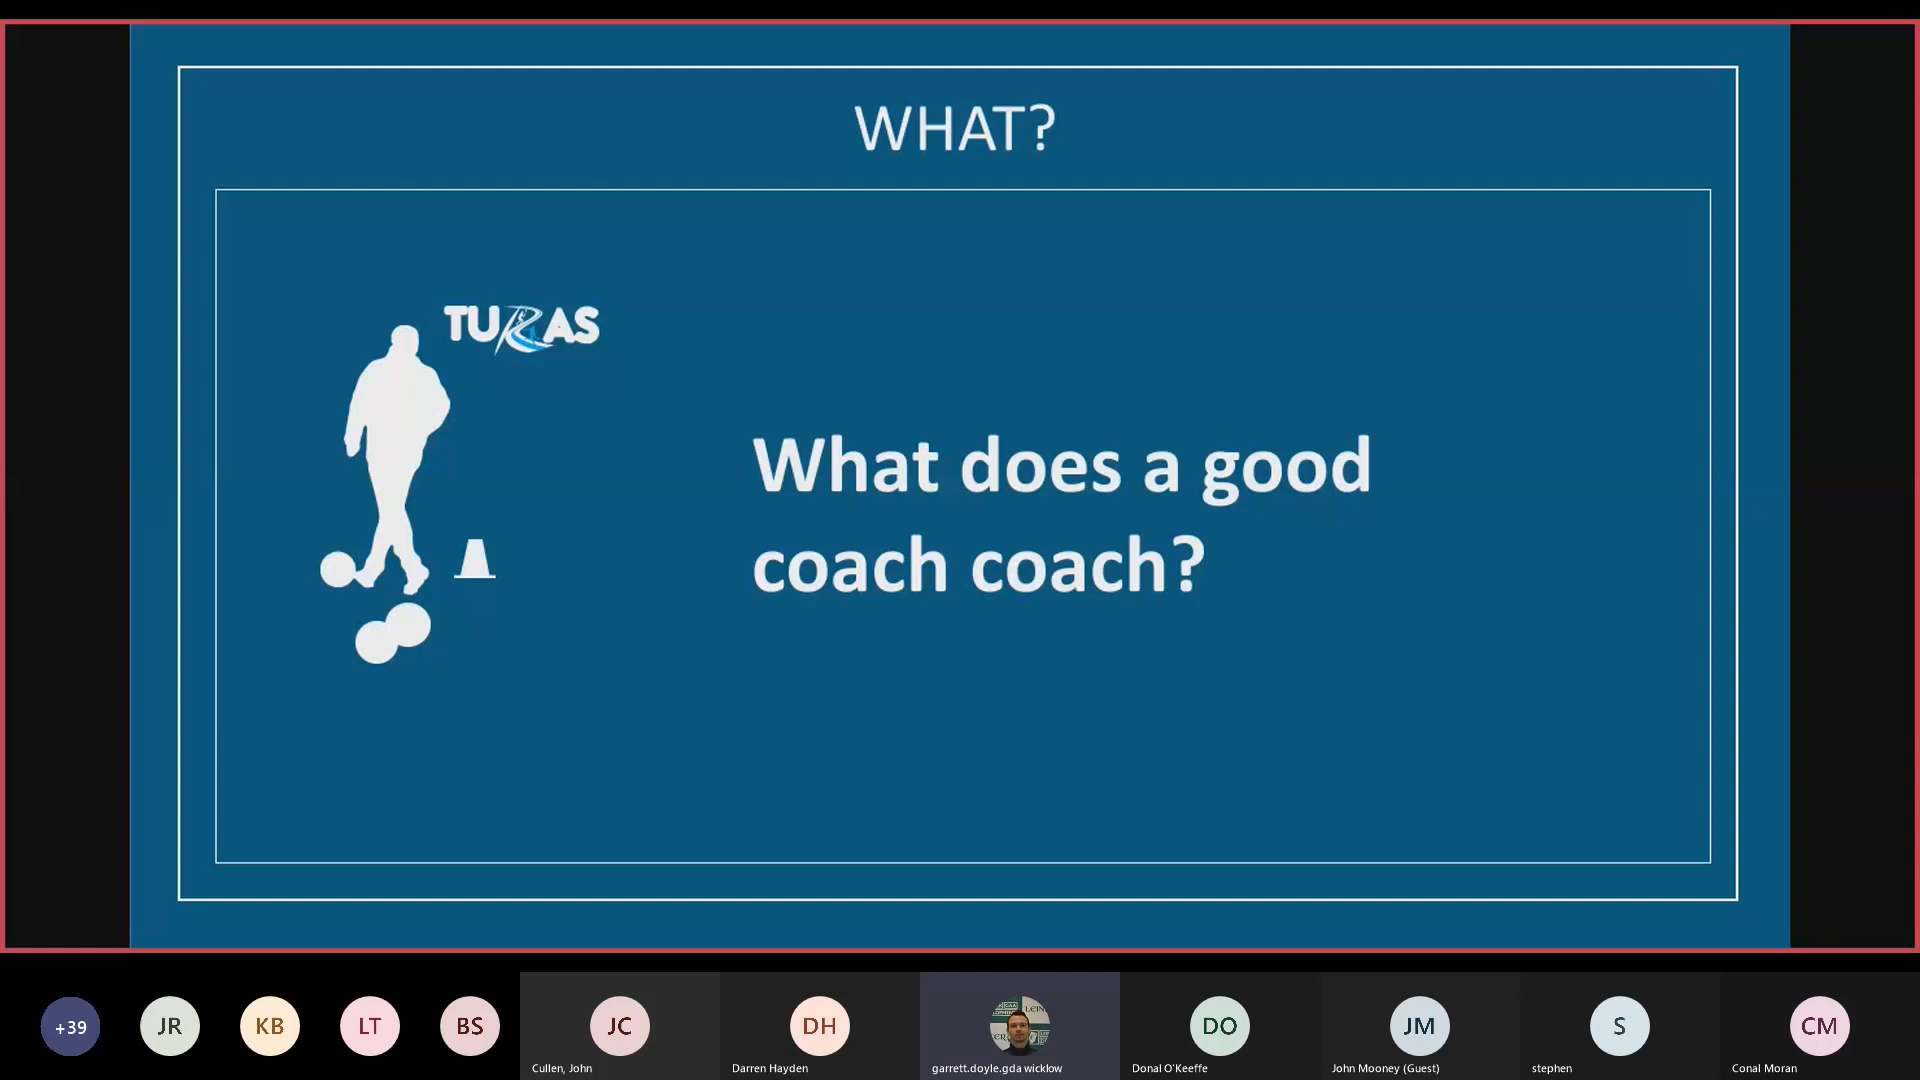 WHAT?
TURAS
What does a good
coach coach?
+39
JR
KB
LT
BS
JC
DH
DO
JM
S
CM
Cullen, John
Darren Hayden
garrett.doyle.gda wicklow
Donal O'Keeffe
John Mooney (Guest)
stephen
Conal Moran